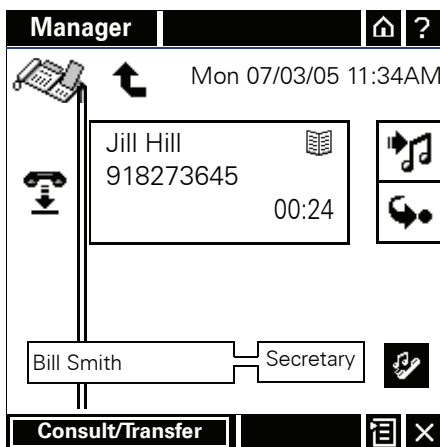 Manager ?
Mon 07/03/05 11:34AM
Jill Hill
918273645
00:24
Bill Smith Secretary
Consult/Transfer